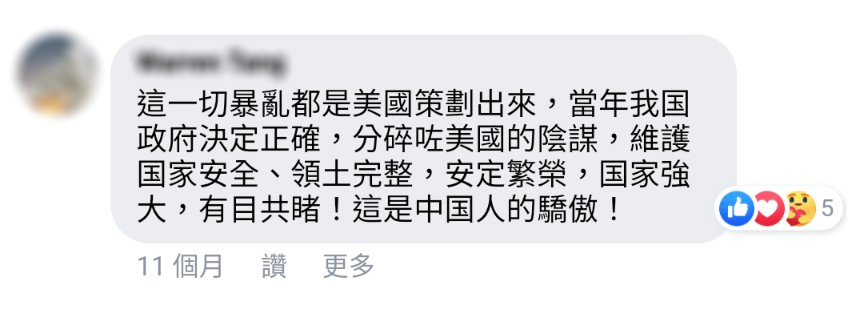 這一切暴亂都是美國策劃出來，當年我国
政府決定正確，分碎咗美國的陰謀，維護
国家安全、領土完整，安定繁榮，国家強
大，有目共睹！這是中国人的驕傲！
5
11 個月 讚 更多